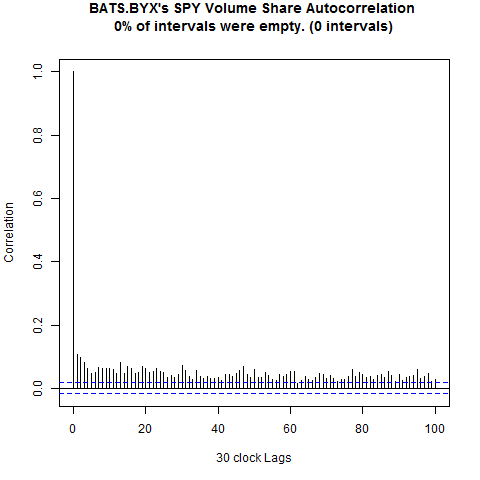 BATS.BYX's SPY Volume Share Autocorrelation
0% of intervals were empty. (0 intervals)
Correlation
1.0
0.8
0.6
0.4
0.2
0.0
0 20 40 60 80 100
30 clock Lags